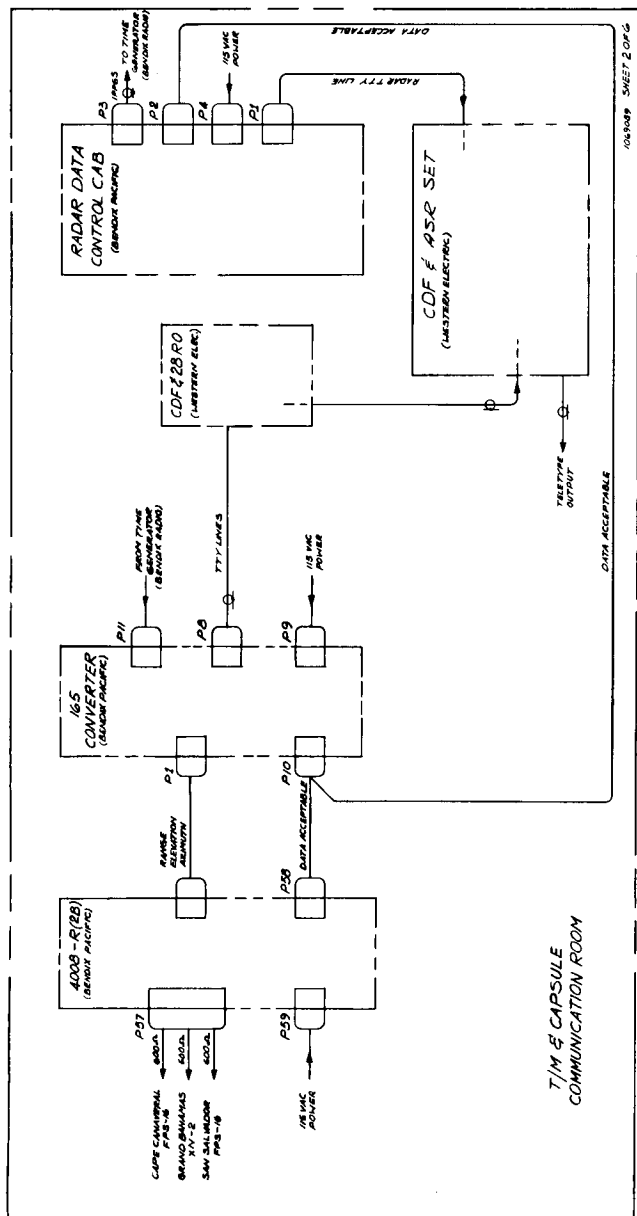 4008-R(2B)
(BENDIX PACIFIC)
P57
600Ω
600Ω
600Ω
CAPE CANAVERAL
FPS-16
GRAND BAHAMAS
XN-2
SAN SALVADOR
FPS-16
P59
115 VAC
POWER
RANGE
ELEVATION
AZIMUTH
P58
DATA ACCEPTABLE
165
CONVERTER
(BENDIX PACIFIC)
P1
P10
P11
FROM TIME
GENERATOR
(BENDIX RADIO)
P8
TTY LINES
P9
115 VAC
POWER
CDF & 28 RO
(WESTERN ELEC.)
RADAR DATA
CONTROL CAB
(BENDIX PACIFIC)
P3
1PP6S
TO TIME
GENERATOR
(BENDIX RADIO)
P2
DATA ACCEPTABLE
P4
115 VAC
POWER
P1
RADAR TTY LINE
CDF & ASR SET
(WESTERN ELECTRIC)
TELETYPE
OUTPUT
DATA ACCEPTABLE
T/M & CAPSULE
COMMUNICATION ROOM
1069089 SHEET 2 OF 6